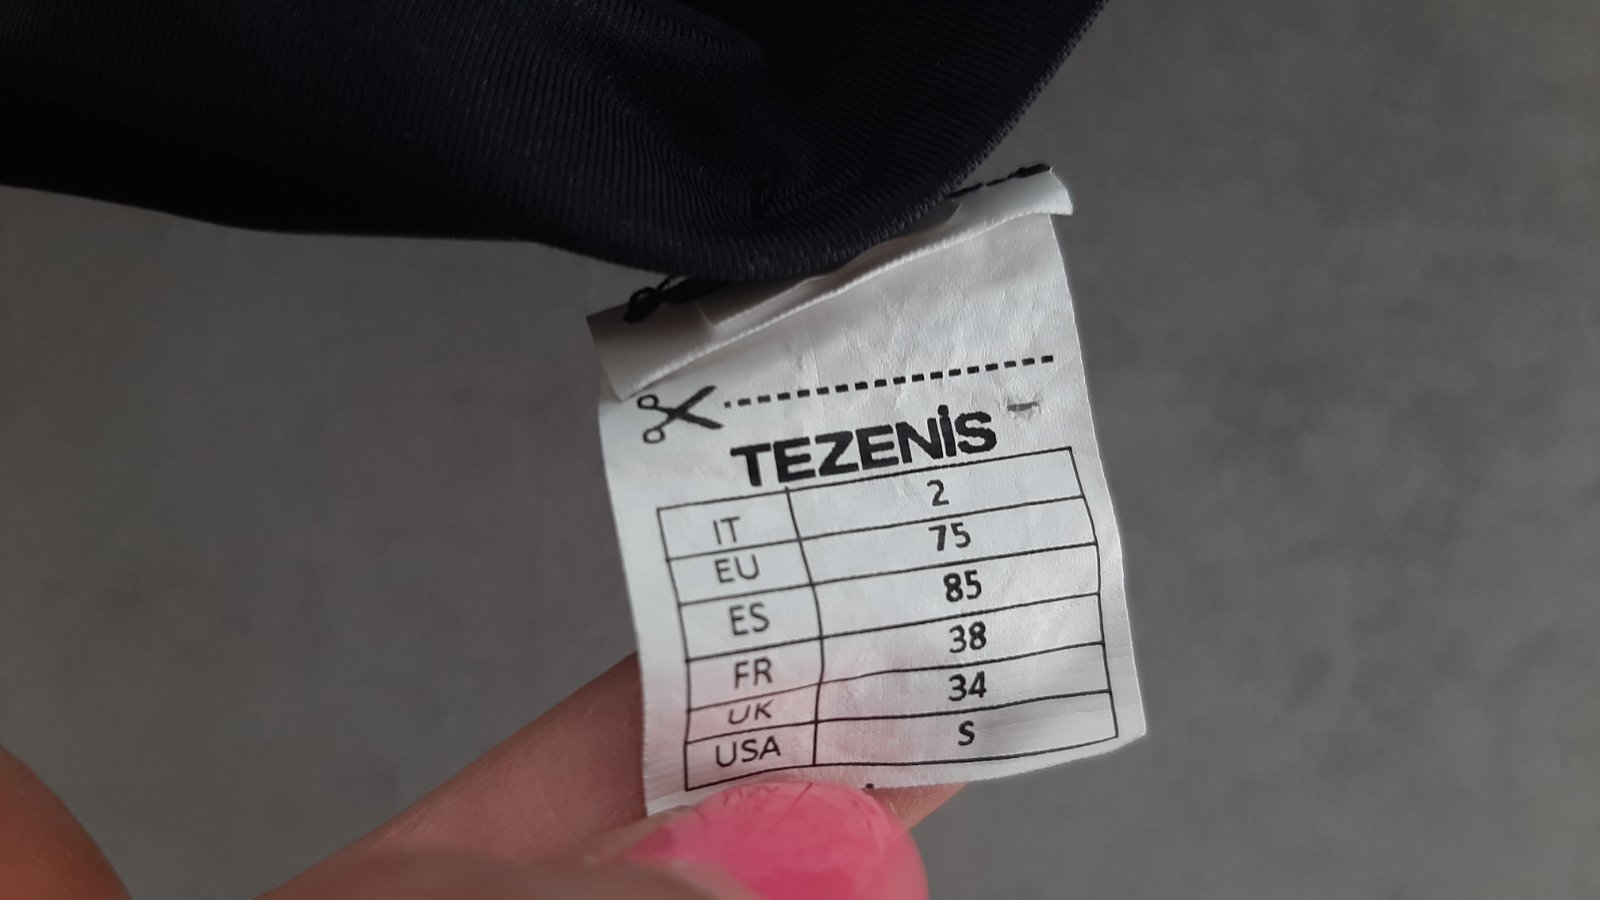 TEZENIS
IT 2
EU 75
ES 85
FR 38
UK 34
USA S